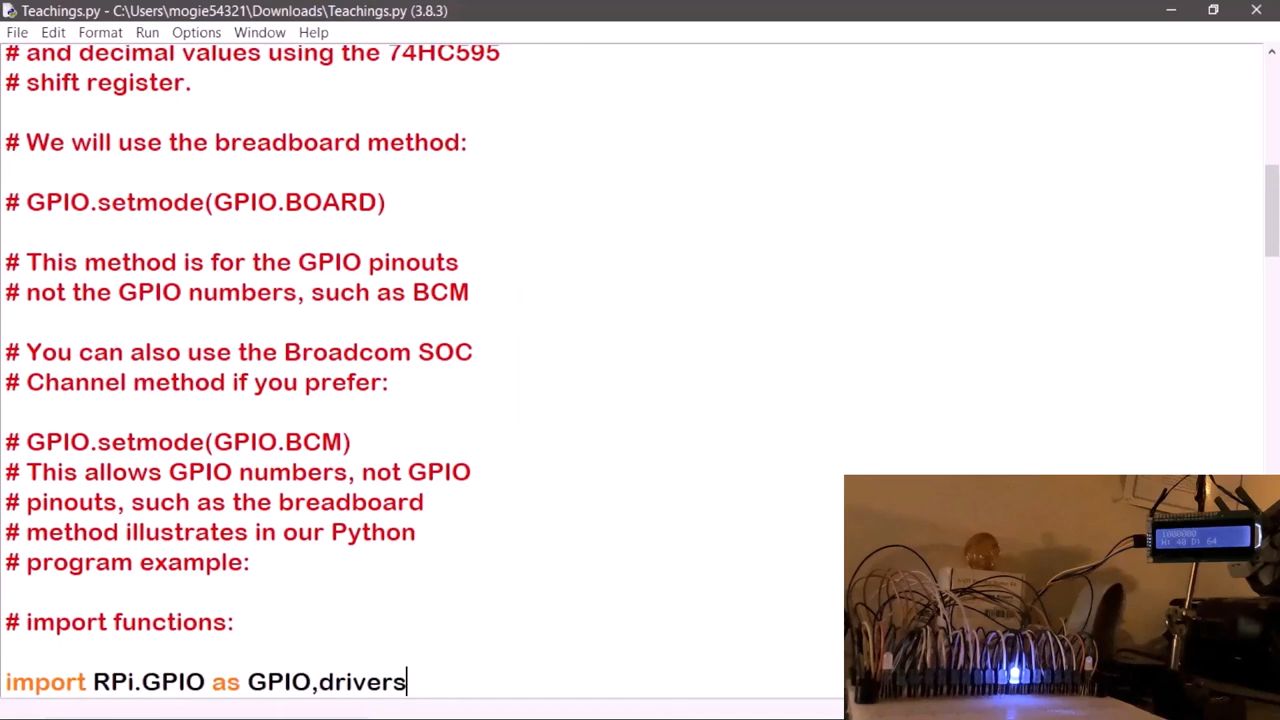 Teachings.py - C:\Users\mogie54321\Downloads\Teachings.py (3.8.3)
File Edit Format Run Options Window Help
# and decimal values using the 74HC595
# shift register.
# We will use the breadboard method:
# GPIO.setmode(GPIO.BOARD)
# This method is for the GPIO pinouts
# not the GPIO numbers, such as BCM
# You can also use the Broadcom SOC
# Channel method if you prefer:
# GPIO.setmode(GPIO.BCM)
# This allows GPIO numbers, not GPIO
# pinouts, such as the breadboard
# method illustrates in our Python
# program example:
# import functions:
import RPi.GPIO as GPIO,drivers
1000000
H: 40 D: 64